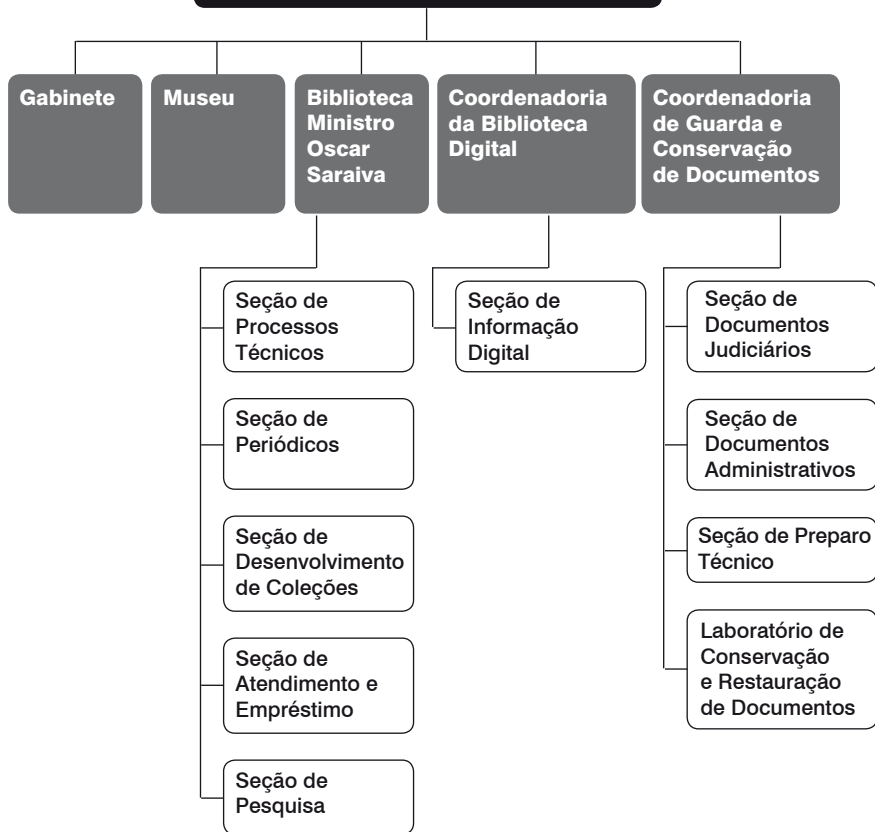 Gabinete
Museu
Biblioteca
Ministro
Oscar
Saraiva
Coordenadoria
da Biblioteca
Digital
Coordenadoria
de Guarda e
Conservação
de Documentos
Seção de
Processos
Técnicos
Seção de
Periódicos
Seção de
Desenvolvimento
de Coleções
Seção de
Atendimento e
Empréstimo
Seção de
Pesquisa
Seção de
Informação
Digital
Seção de
Documentos
Judiciários
Seção de
Documentos
Administrativos
Seção de Preparo
Técnico
Laboratório de
Conservação
e Restauração
de Documentos